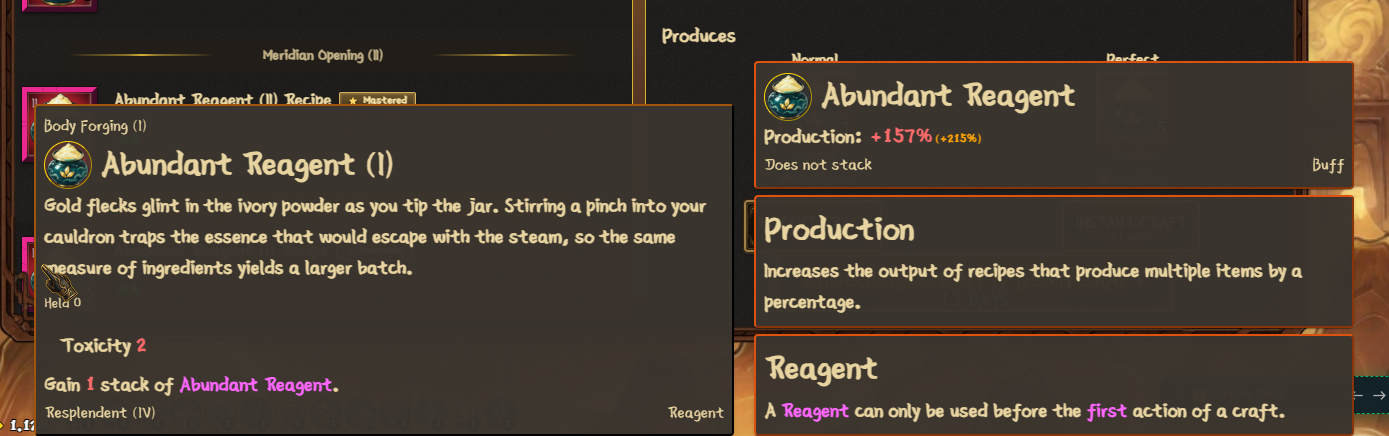 Meridian Opening (II)
Abundant Reagent (II) Recipe
★ Mastered
Body Forging (I)
Abundant Reagent (I)
Gold flecks glint in the ivory powder as you tip the jar. Stirring a pinch into your
cauldron traps the essence that would escape with the steam, so the same
measure of ingredients yields a larger batch.
Held 0
Toxicity 2
Gain 1 stack of Abundant Reagent.
Resplendent (IV)
Reagent
Produces
Normal
Perfect
Abundant Reagent
Production: +157% (+215%)
Does not stack
Buff
Production
Increases the output of recipes that produce multiple items by a
percentage.
Reagent
A Reagent can only be used before the first action of a craft.